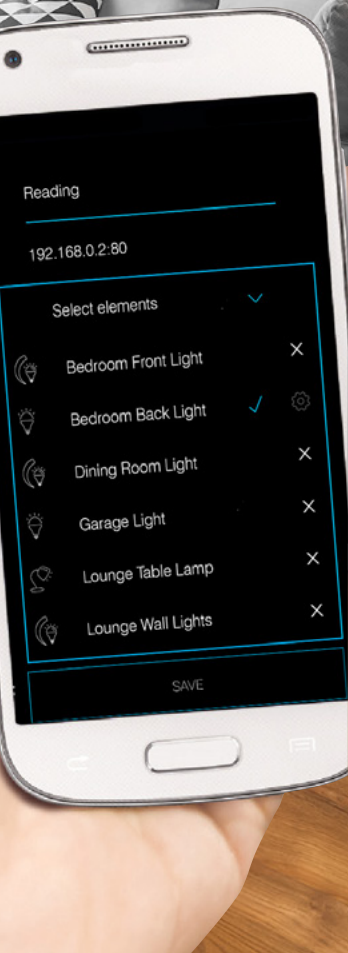 Reading
192.168.0.2:80
Select elements
Bedroom Front Light
Bedroom Back Light
Dining Room Light
Garage Light
Lounge Table Lamp
Lounge Wall Lights
SAVE